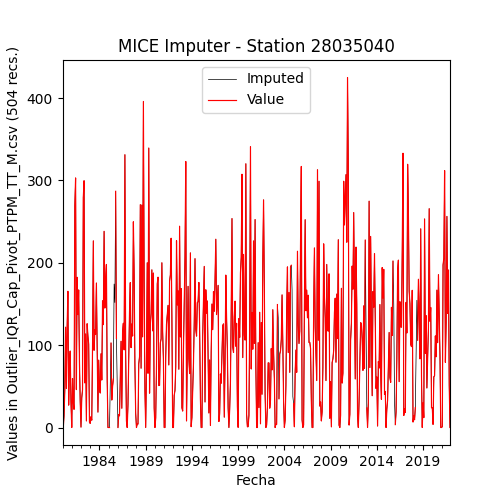 MICE Imputer - Station 28035040
Imputed
Value
Values in Outlier_IQR_Cap_Pivot_PTPM_TT_M.csv (504 recs.)
400
300
200
100
0
1984 1989 1994 1999 2004 2009 2014 2019
Fecha